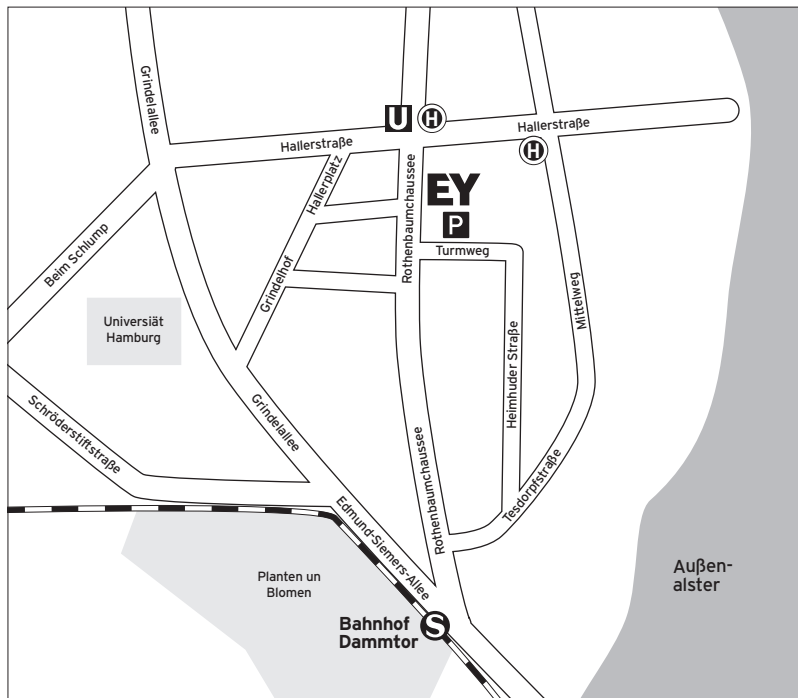 Grindelallee
U
H
Hallerstraße
Hallerstraße
H
Hallerplatz
Rothenbaumchaussee
EY
P
Turmweg
Beim Schlump
Grindelhof
Mittelweg
Universiät
Hamburg
Heimhuder Straße
Schröderstiftstraße
Grindelallee
Rothenbaumchaussee
Tesdorpfstraße
Edmund-Siemers-Allee
Planten un
Blomen
Außen-
alster
Bahnhof
Dammtor
S